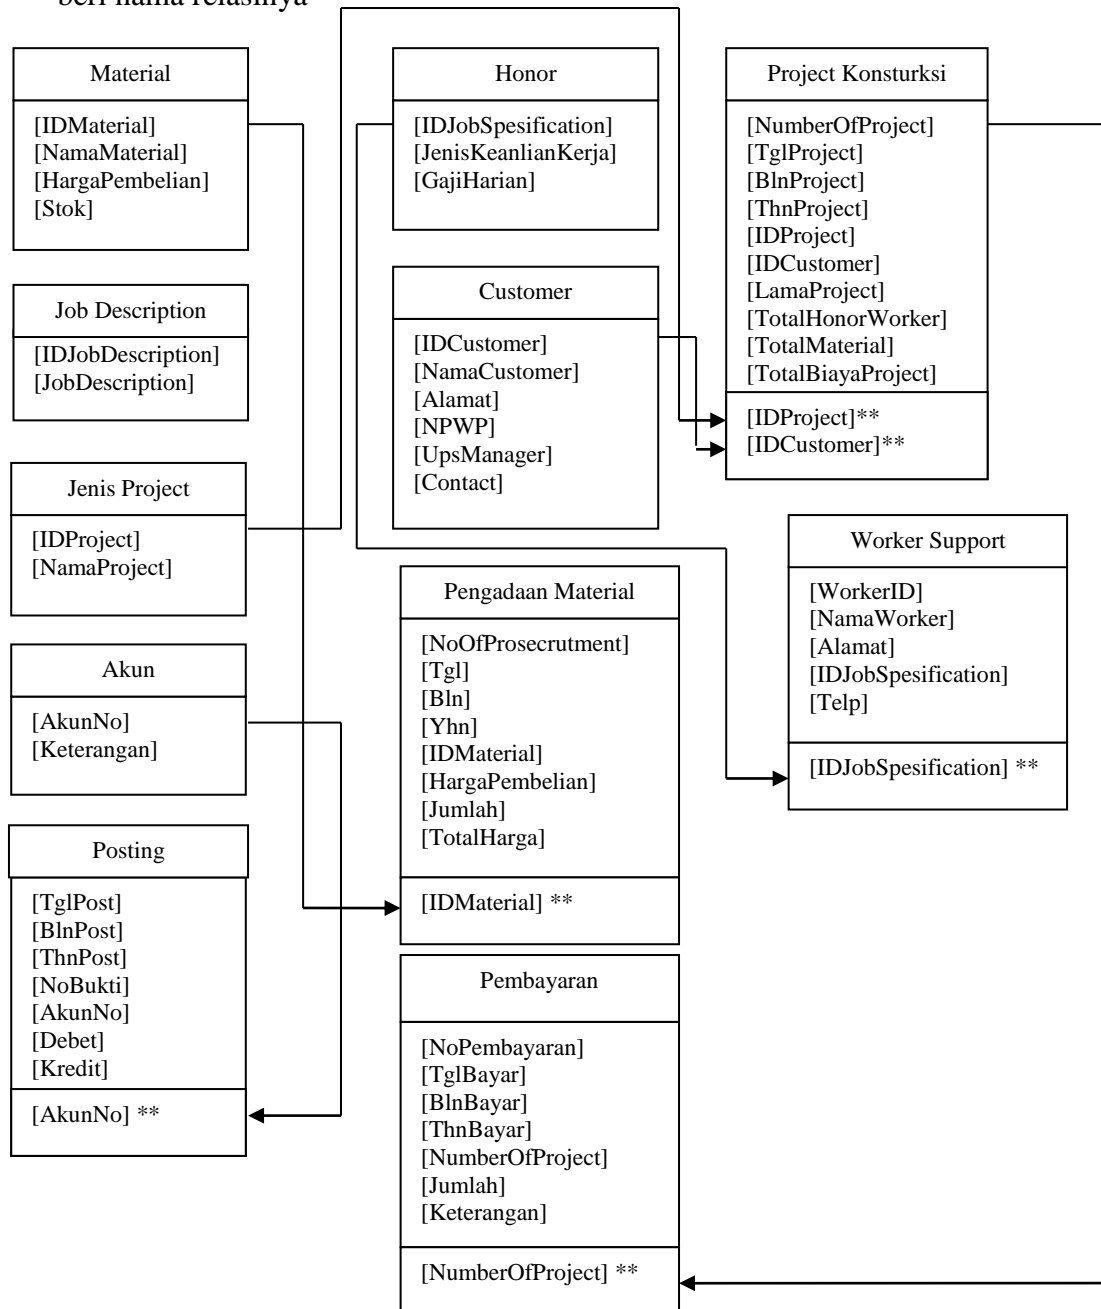 beri nama relasinya
Material
[IDMaterial]
[NamaMaterial]
[HargaPembelian]
[Stok]
Honor
[IDJobSpesification]
[JenisKeanlianKerja]
[GajiHarian]
Project Konsturksi
[NumberOfProject]
[TglProject]
[BlnProject]
[ThnProject]
[IDProject]
[IDCustomer]
[LamaProject]
[TotalHonorWorker]
[TotalMaterial]
[TotalBiayaProject]
[IDProject]**
[IDCustomer]**
Job Description
[IDJobDescription]
[JobDescription]
Customer
[IDCustomer]
[NamaCustomer]
[Alamat]
[NPWP]
[UpsManager]
[Contact]
Jenis Project
[IDProject]
[NamaProject]
Worker Support
[WorkerID]
[NamaWorker]
[Alamat]
[IDJobSpesification]
[Telp]
[IDJobSpesification] **
Pengadaan Material
[NoOfProsecrutment]
[Tgl]
[Bln]
[Yhn]
[IDMaterial]
[HargaPembelian]
[Jumlah]
[TotalHarga]
[IDMaterial] **
Akun
[AkunNo]
[Keterangan]
Posting
[TglPost]
[BlnPost]
[ThnPost]
[NoBukti]
[AkunNo]
[Debet]
[Kredit]
[AkunNo] **
Pembayaran
[NoPembayaran]
[TglBayar]
[BlnBayar]
[ThnBayar]
[NumberOfProject]
[Jumlah]
[Keterangan]
[NumberOfProject] **